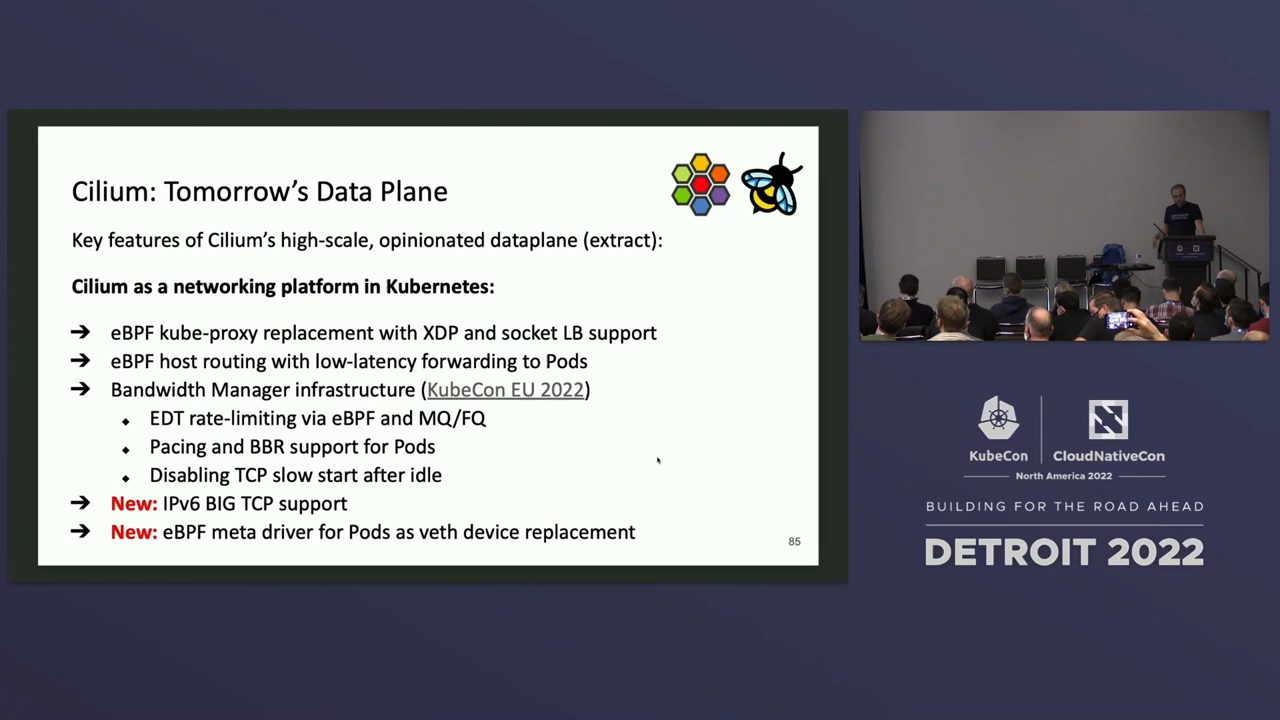 Cilium: Tomorrow's Data Plane
Key features of Cilium's high-scale, opinionated dataplane (extract):
Cilium as a networking platform in Kubernetes:
➔ eBPF kube-proxy replacement with XDP and socket LB support
➔ eBPF host routing with low-latency forwarding to Pods
➔ Bandwidth Manager infrastructure (KubeCon EU 2022)
◆ EDT rate-limiting via eBPF and MQ/FQ
◆ Pacing and BBR support for Pods
◆ Disabling TCP slow start after idle
➔ New: IPv6 BIG TCP support
➔ New: eBPF meta driver for Pods as veth device replacement
85
KubeCon
CloudNativeCon
North America 2022
BUILDING FOR THE ROAD AHEAD
DETROIT 2022